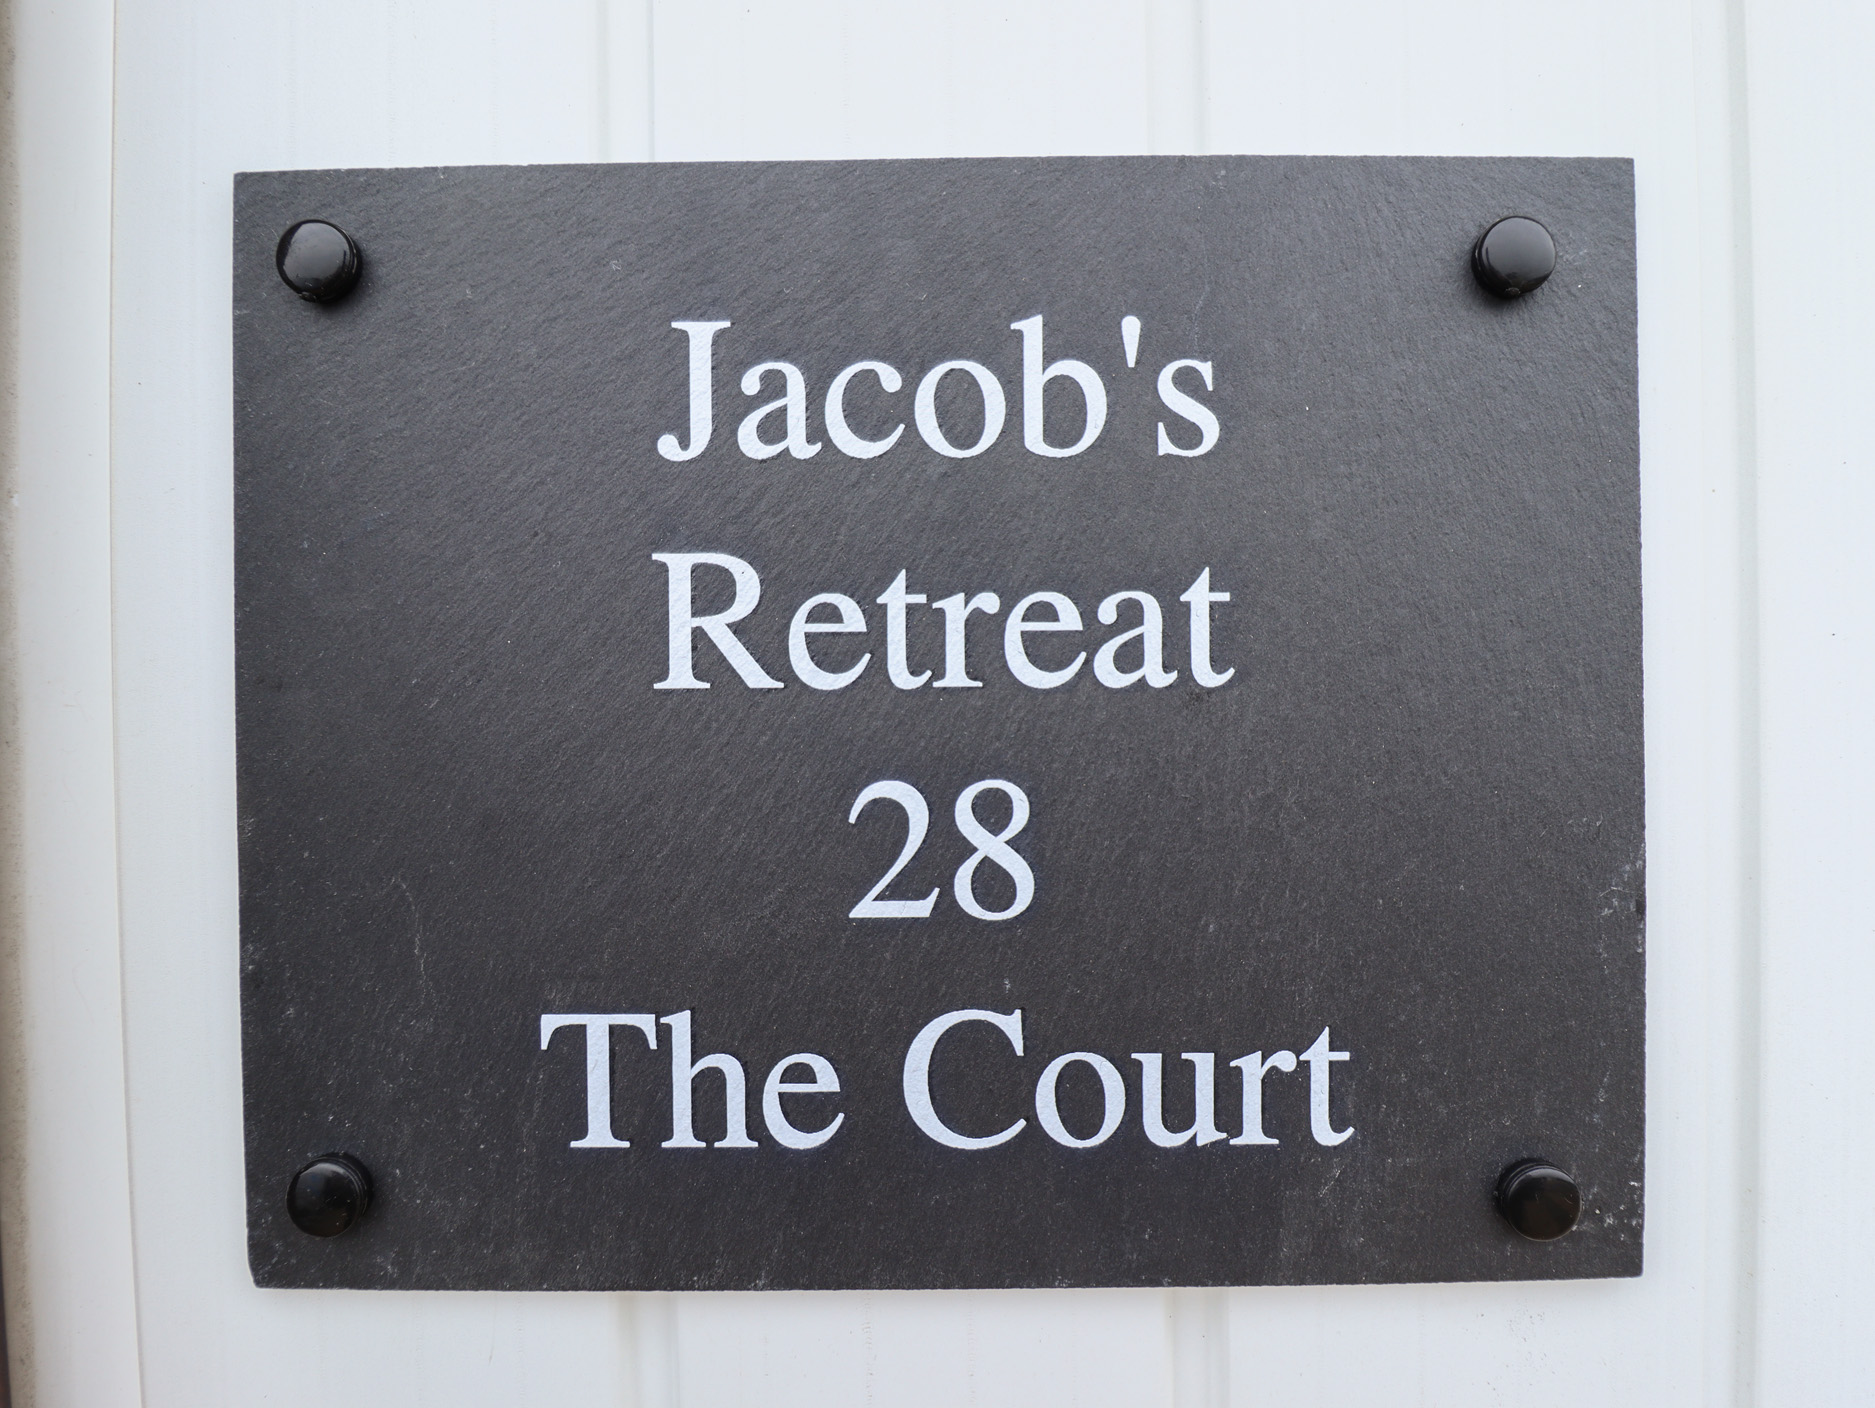 Jacob's
Retreat
28
The Court